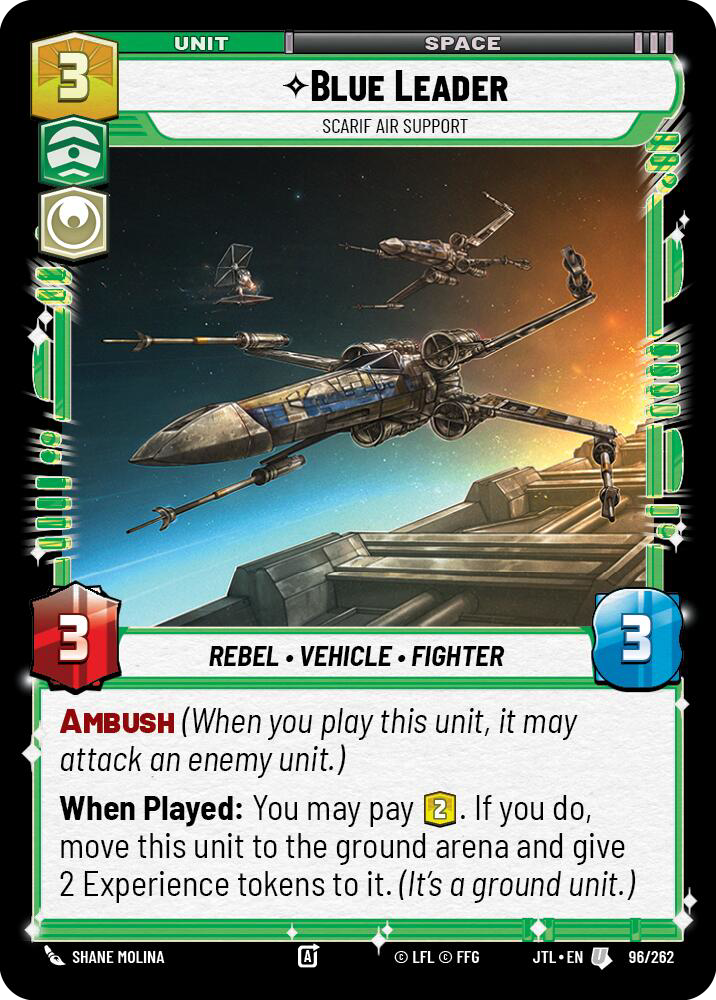 UNIT
SPACE
3
BLUE LEADER
SCARIF AIR SUPPORT
3
3
REBEL • VEHICLE • FIGHTER
AMBUSH (When you play this unit, it may
attack an enemy unit.)
When Played: You may pay 2. If you do,
move this unit to the ground arena and give
2 Experience tokens to it. (It's a ground unit.)
SHANE MOLINA
A
© LFL © FFG
JTL • EN
U
96/262